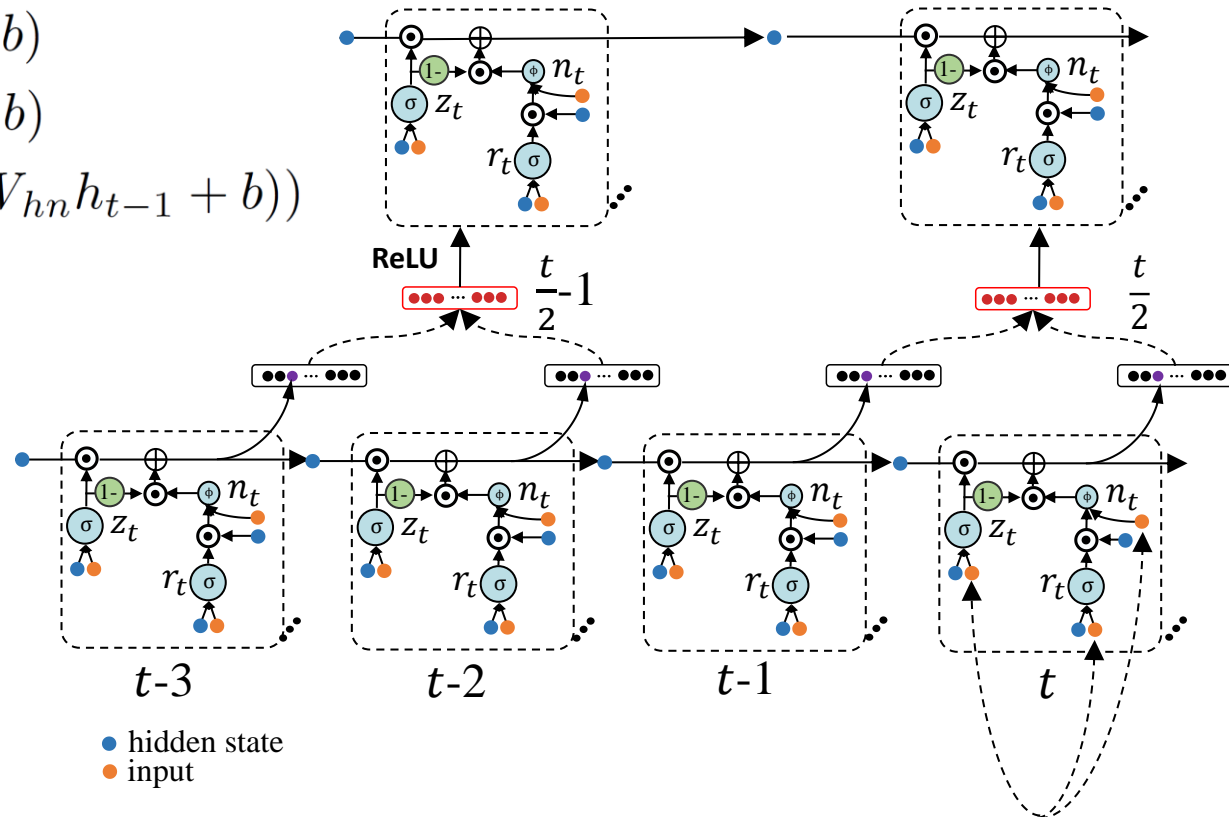 b)
b)
V_{hn}h_{t-1} + b))
1-
φ
n_t
σ
z_t
r_t
σ
1-
φ
n_t
σ
z_t
r_t
σ
ReLU
t/2 -1
t/2
1-
φ
n_t
σ
z_t
r_t
σ
1-
φ
n_t
σ
z_t
r_t
σ
1-
φ
n_t
σ
z_t
r_t
σ
1-
φ
n_t
σ
z_t
r_t
σ
t-3
t-2
t-1
t
hidden state
input